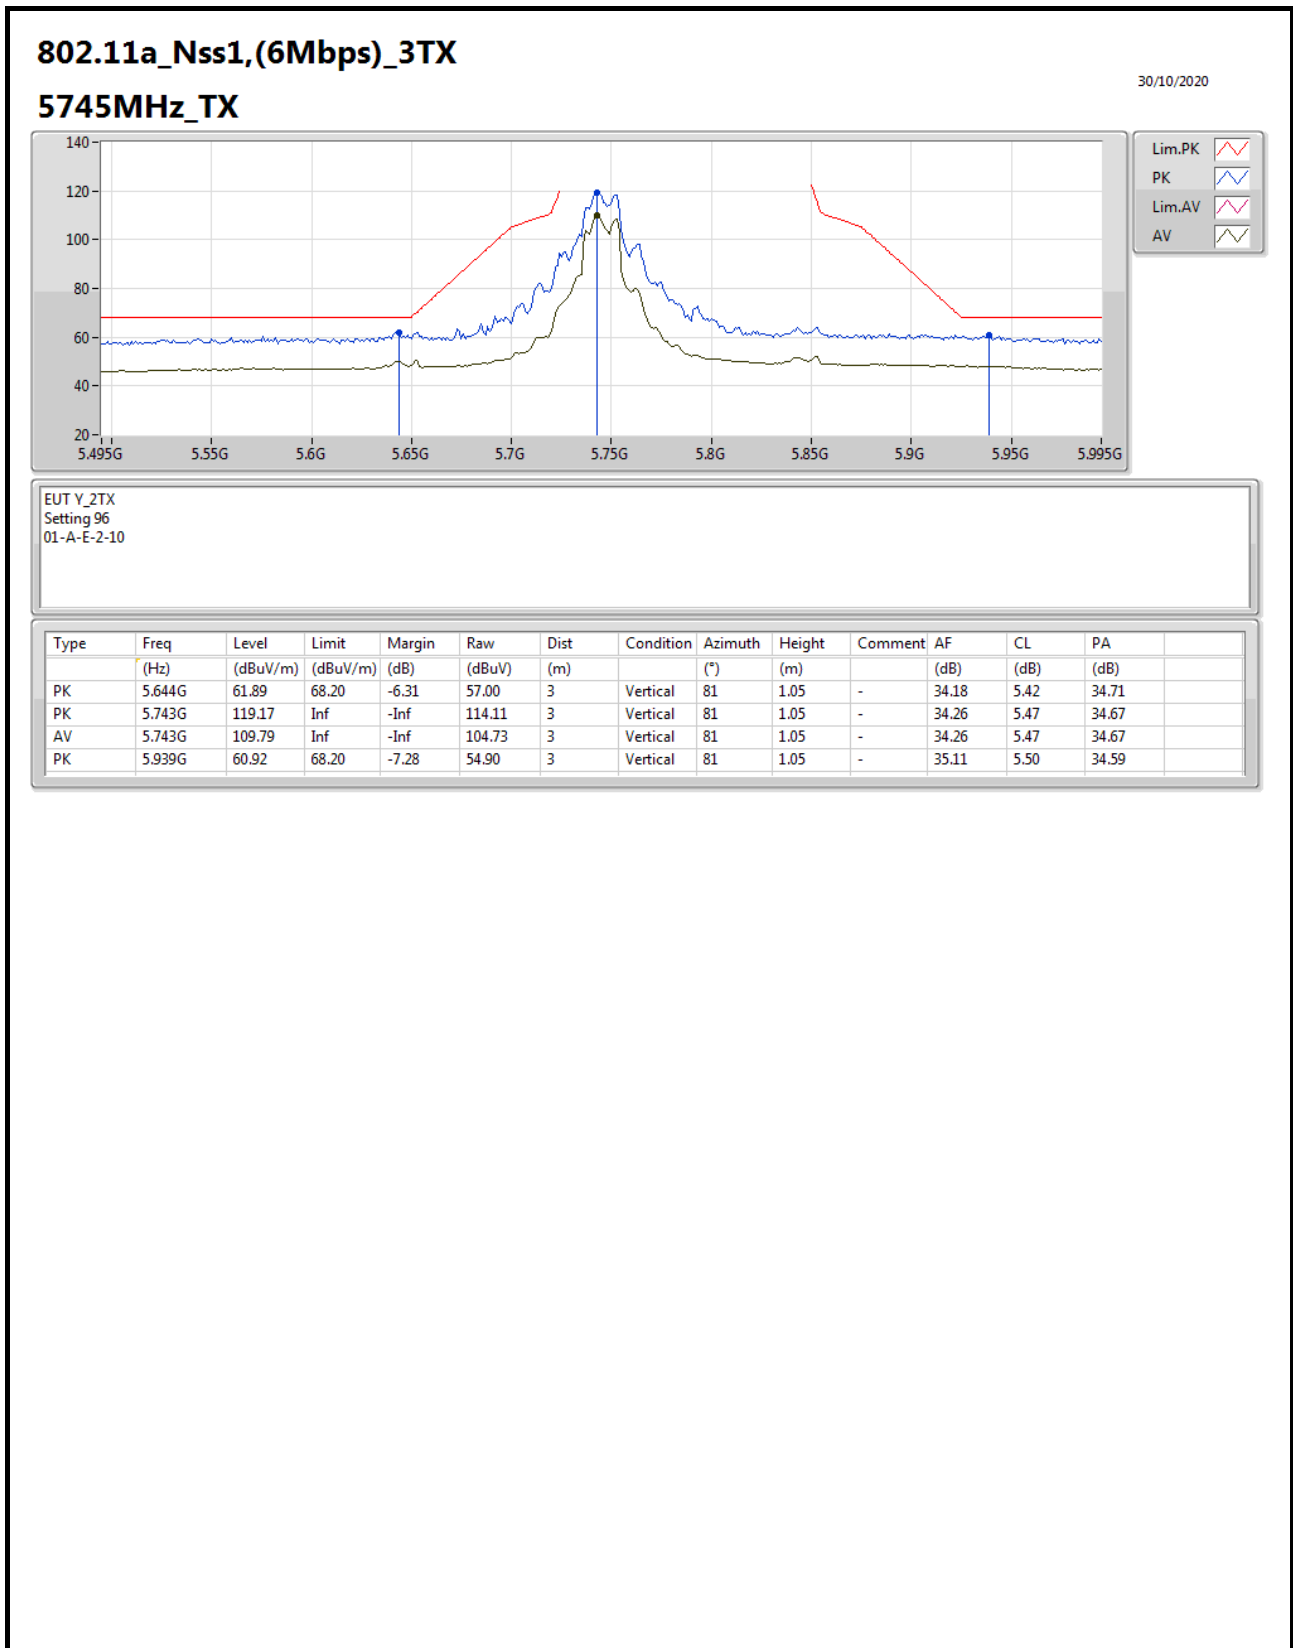 802.11a_Nss1,(6Mbps)_3TX
30/10/2020
5745MHz_TX
140
120
100
80
60
40
20
5.495G 5.55G 5.6G 5.65G 5.7G 5.75G 5.8G 5.85G 5.9G 5.95G 5.995G
Lim.PK
PK
Lim.AV
AV
EUT Y_2TX
Setting 96
01-A-E-2-10
Type Freq Level Limit Margin Raw Dist Condition Azimuth Height Comment AF CL PA
(Hz) (dBuV/m) (dBuV/m) (dB) (dBuV) (m) (°) (m) (dB) (dB) (dB)
PK 5.644G 61.89 68.20 -6.31 57.00 3 Vertical 81 1.05 - 34.18 5.42 34.71
PK 5.743G 119.17 Inf -Inf 114.11 3 Vertical 81 1.05 - 34.26 5.47 34.67
AV 5.743G 109.79 Inf -Inf 104.73 3 Vertical 81 1.05 - 34.26 5.47 34.67
PK 5.939G 60.92 68.20 -7.28 54.90 3 Vertical 81 1.05 - 35.11 5.50 34.59